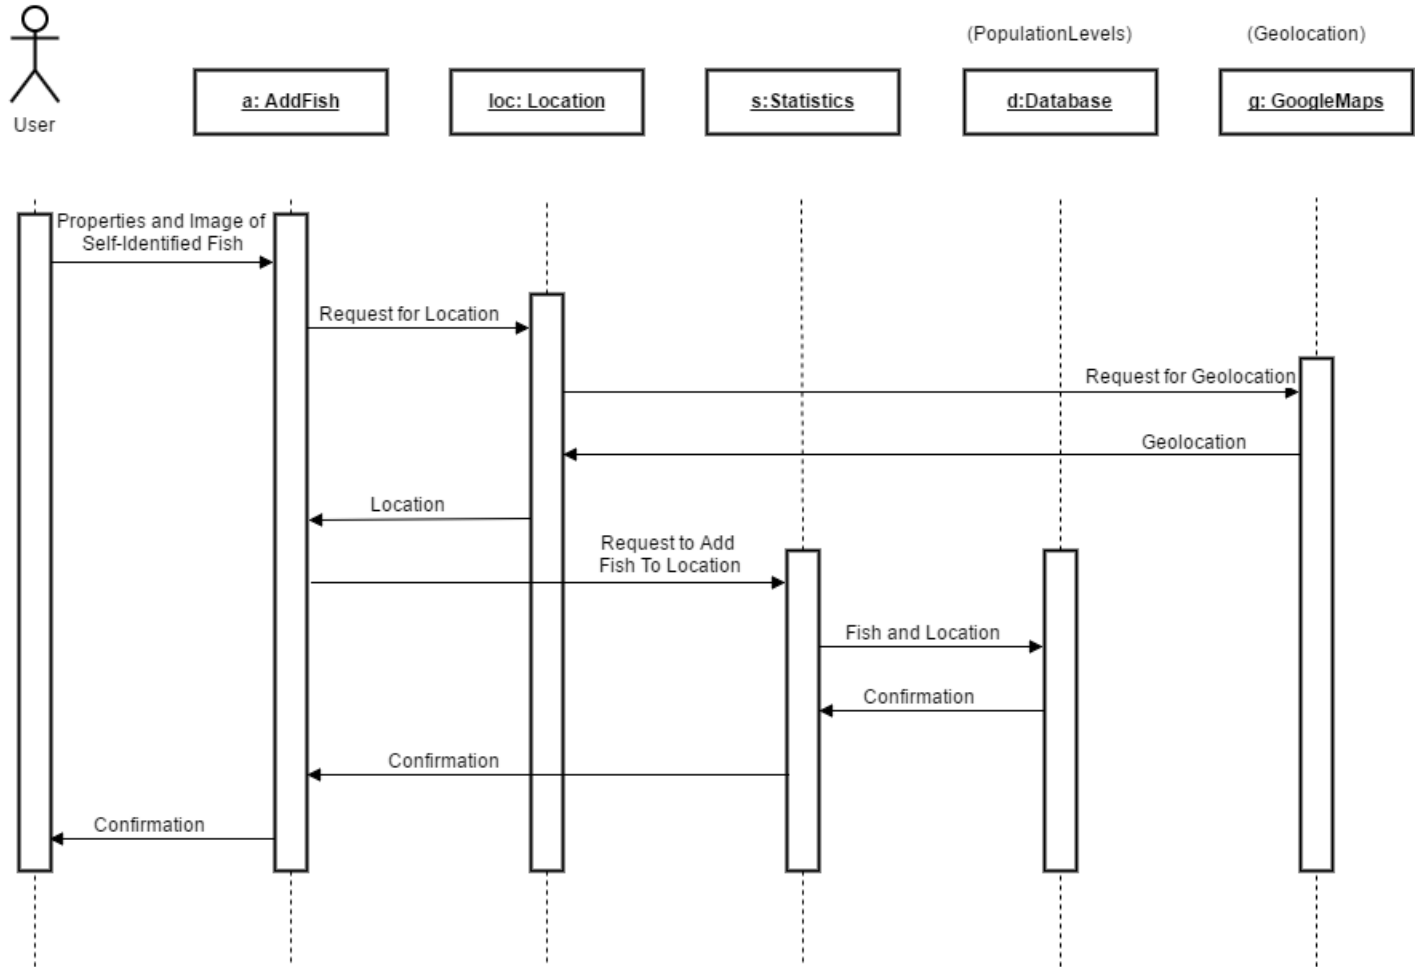 (PopulationLevels)
(Geolocation)
User
a: AddFish
loc: Location
s:Statistics
d:Database
g: GoogleMaps
Properties and Image of
Self-Identified Fish
Request for Location
Request for Geolocation
Geolocation
Location
Request to Add
Fish To Location
Fish and Location
Confirmation
Confirmation
Confirmation